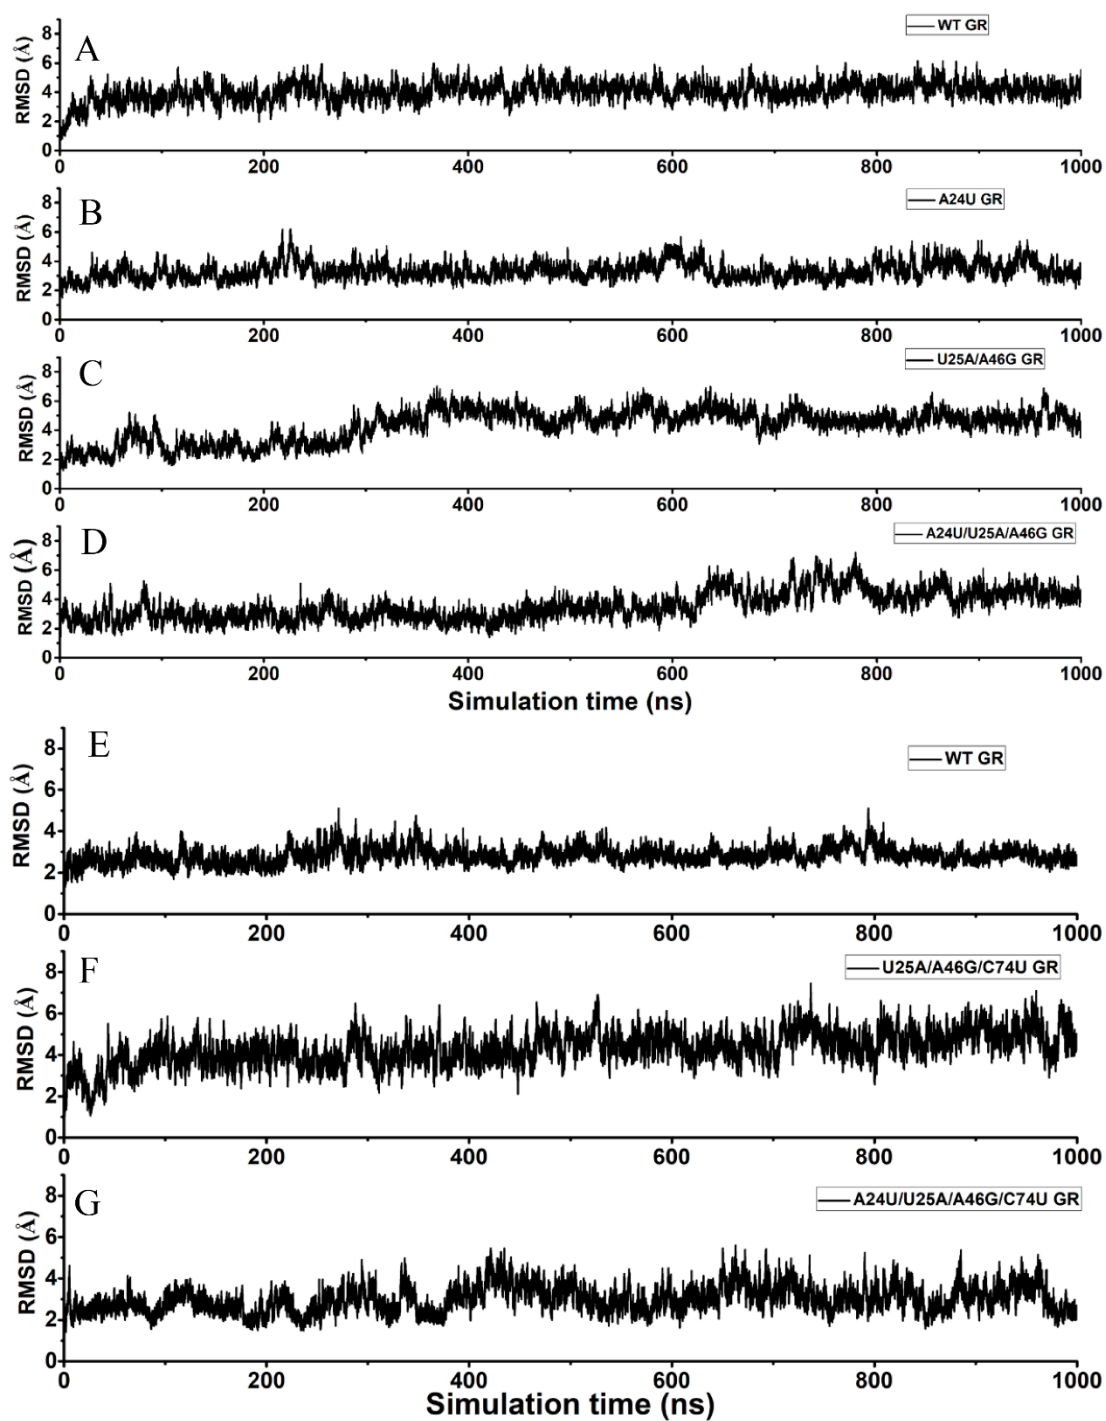 A
WT GR
RMSD (Å)
8
6
4
2
0
0 200 400 600 800 1000
B
A24U GR
RMSD (Å)
8
6
4
2
0
0 200 400 600 800 1000
C
U25A/A46G GR
RMSD (Å)
8
6
4
2
0
0 200 400 600 800 1000
D
A24U/U25A/A46G GR
RMSD (Å)
8
6
4
2
0
0 200 400 600 800 1000
Simulation time (ns)
E
WT GR
RMSD (Å)
8
6
4
2
0
0 200 400 600 800 1000
F
U25A/A46G/C74U GR
RMSD (Å)
8
6
4
2
0
0 200 400 600 800 1000
G
A24U/U25A/A46G/C74U GR
RMSD (Å)
8
6
4
2
0
0 200 400 600 800 1000
Simulation time (ns)